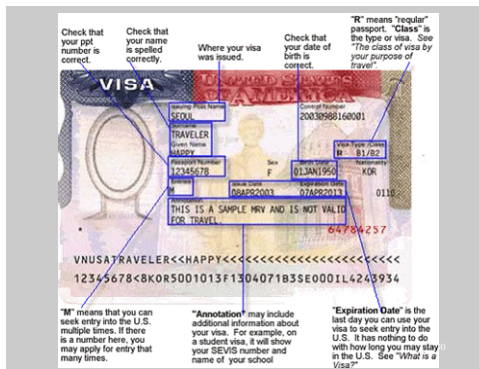 Check that your ppt number is correct.
Check that your name is spelled correctly.
Where your visa was issued.
Check that your date of birth is correct.
"R" means "regular" passport. "Class" is the type or visa. See "The class of visa by your purpose of travel".
VISA
UNITED STATES OF AMERICA
Issuing Post Name
Control Number
SEOUL
20030988160001
Surname
TRAVELER
Given Name
Visa Type /Class
HAPPY
R B1/B2
Passport Number
Sex
Birth Date
Nationality
12345678
F
01JAN1950
KOR
Entries
Issue Date
Expiration Date
M
08APR2003
07APR2013
0110
Annotation
THIS IS A SAMPLE MRV AND IS NOT VALID
FOR TRAVEL.
64784257
VNUSATRAVELER<<HAPPY<<<<<<<<<<<<<<<<<<<<<<<<
12345678<8KOR5001013F1304071B3SE000IL4243934
"M" means that you can seek entry into the U.S. multiple times. If there is a number here, you may apply for entry that many times.
"Annotation" may include additional information about your visa. For example, on a student visa, it will show your SEVIS number and name of your school
"Expiration Date" is the last day you can use your visa to seek entry into the U.S. It has nothing to do with how long you may stay in the U.S. See "What is a Visa?"